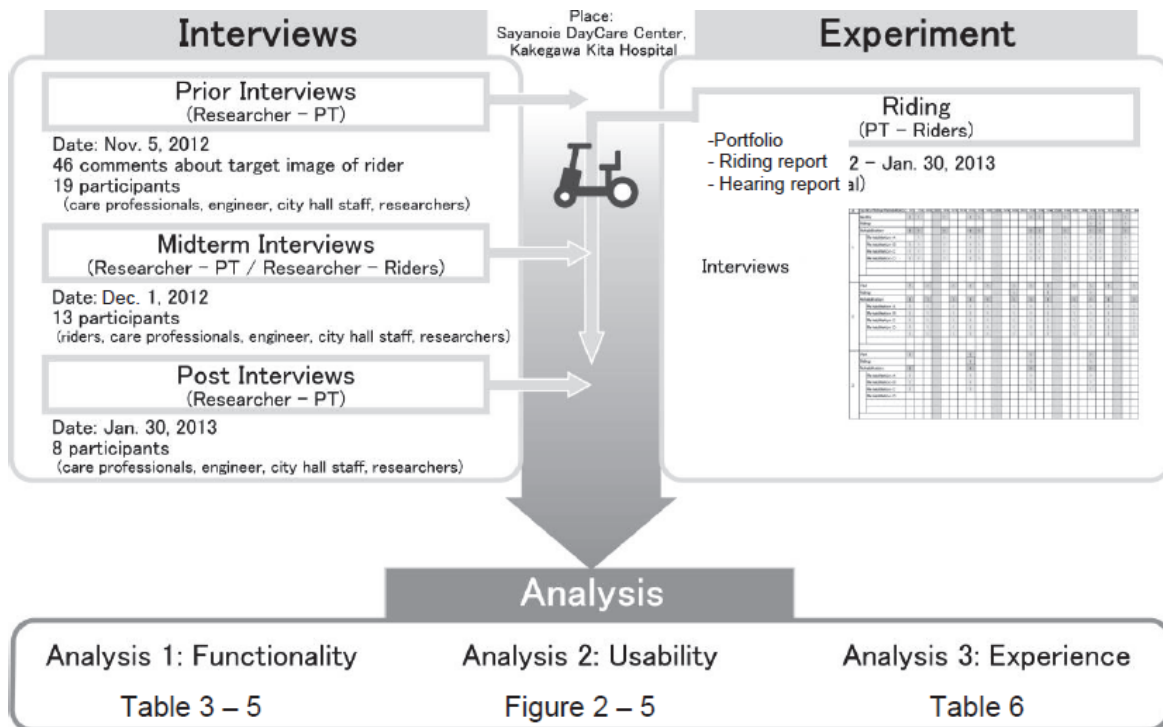 Interviews
Place:
Sayanoie DayCare Center,
Kakegawa Kita Hospital
Experiment
Prior Interviews
(Researcher – PT)
Date: Nov. 5, 2012
46 comments about target image of rider
19 participants
(care professionals, engineer, city hall staff, researchers)
Midterm Interviews
(Researcher – PT / Researcher – Riders)
Date: Dec. 1, 2012
13 participants
(riders, care professionals, engineer, city hall staff, researchers)
Post Interviews
(Researcher – PT)
Date: Jan. 30, 2013
8 participants
(care professionals, engineer, city hall staff, researchers)
Riding
(PT – Riders)
-Portfolio
- Riding report
2 – Jan. 30, 2013
- Hearing report
al)
Interviews
Analysis
Analysis 1: Functionality
Table 3 – 5
Analysis 2: Usability
Figure 2 – 5
Analysis 3: Experience
Table 6